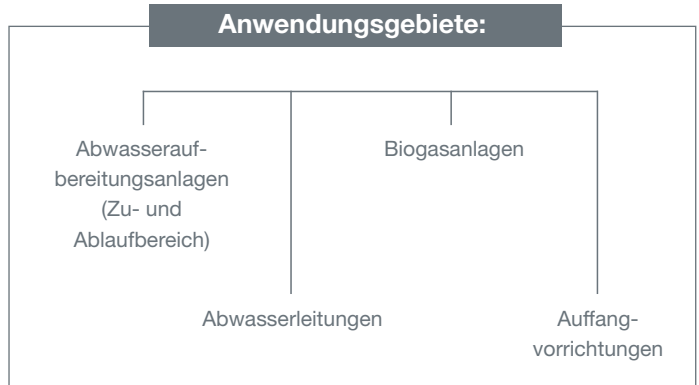 Anwendungsgebiete:
Abwasserauf-
bereitungsanlagen
(Zu- und
Ablaufbereich)
Biogasanlagen
Abwasserleitungen
Auffang-
vorrichtungen